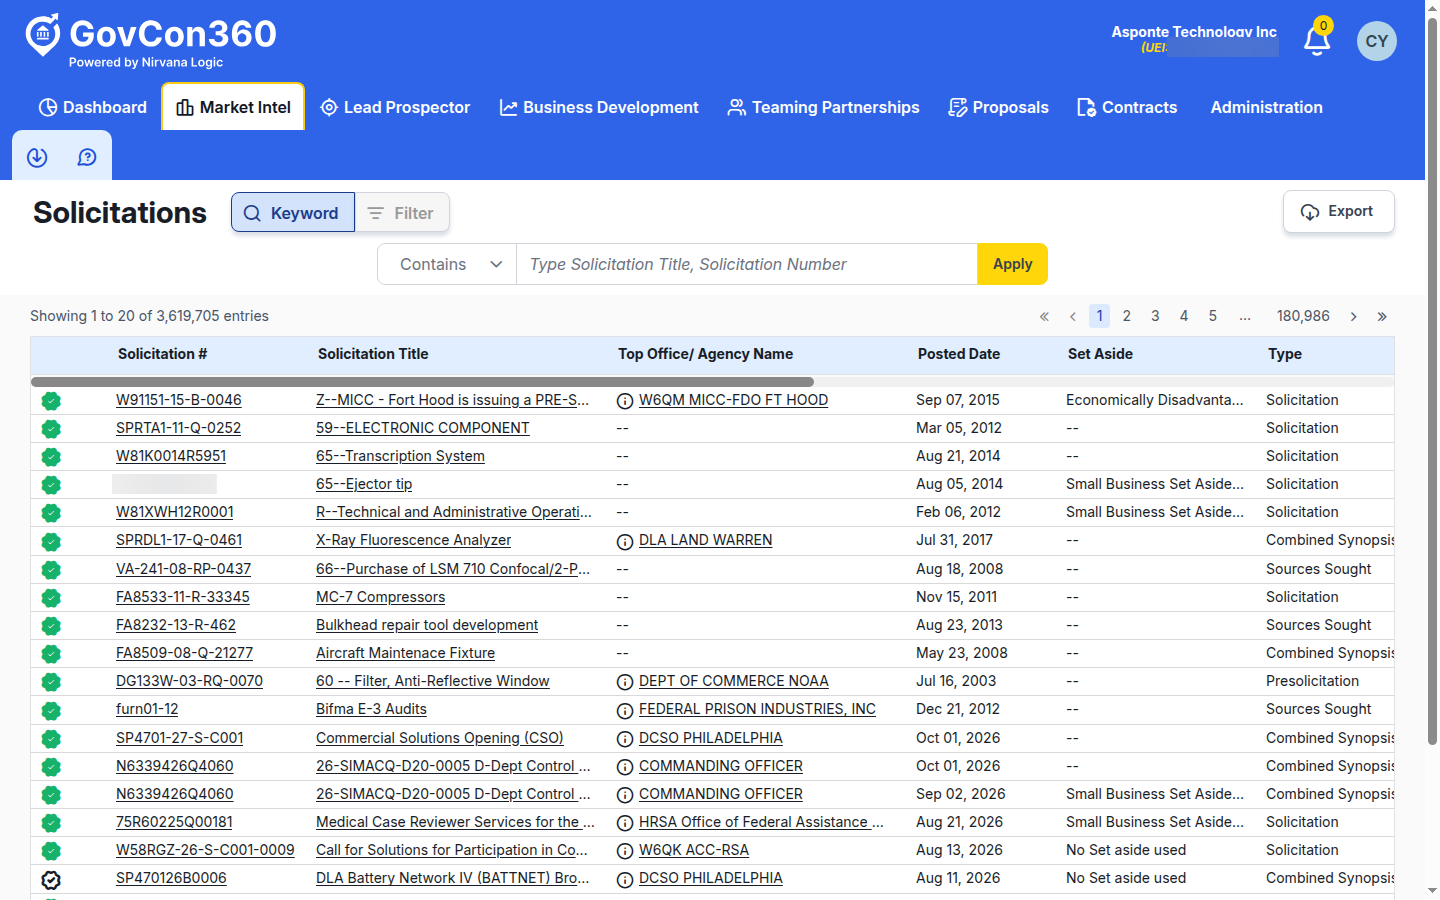 GovCon360
Powered by Nirvana Logic
Asponte Technology Inc
(UEI:
0
CY
Dashboard
Market Intel
Lead Prospector
Business Development
Teaming Partnerships
Proposals
Contracts
Administration
Solicitations
Keyword
Filter
Export
Contains
Type Solicitation Title, Solicitation Number
Apply
Showing 1 to 20 of 3,619,705 entries
« ‹ 1 2 3 4 5 ... 180,986 › »
Solicitation # Solicitation Title Top Office/ Agency Name Posted Date Set Aside Type
W91151-15-B-0046 Z--MICC - Fort Hood is issuing a PRE-S... W6QM MICC-FDO FT HOOD Sep 07, 2015 Economically Disadvanta... Solicitation
SPRTA1-11-Q-0252 59--ELECTRONIC COMPONENT -- Mar 05, 2012 -- Solicitation
W81K0014R5951 65--Transcription System -- Aug 21, 2014 -- Solicitation
65--Ejector tip -- Aug 05, 2014 Small Business Set Aside... Solicitation
W81XWH12R0001 R--Technical and Administrative Operati... -- Feb 06, 2012 Small Business Set Aside... Solicitation
SPRDL1-17-Q-0461 X-Ray Fluorescence Analyzer DLA LAND WARREN Jul 31, 2017 -- Combined Synopsis
VA-241-08-RP-0437 66--Purchase of LSM 710 Confocal/2-P... -- Aug 18, 2008 -- Sources Sought
FA8533-11-R-33345 MC-7 Compressors -- Nov 15, 2011 -- Solicitation
FA8232-13-R-462 Bulkhead repair tool development -- Aug 23, 2013 -- Sources Sought
FA8509-08-Q-21277 Aircraft Maintenace Fixture -- May 23, 2008 -- Combined Synopsis
DG133W-03-RQ-0070 60 -- Filter, Anti-Reflective Window DEPT OF COMMERCE NOAA Jul 16, 2003 -- Presolicitation
furn01-12 Bifma E-3 Audits FEDERAL PRISON INDUSTRIES, INC Dec 21, 2012 -- Sources Sought
SP4701-27-S-C001 Commercial Solutions Opening (CSO) DCSO PHILADELPHIA Oct 01, 2026 -- Combined Synopsis
N6339426Q4060 26-SIMACQ-D20-0005 D-Dept Control ... COMMANDING OFFICER Oct 01, 2026 -- Combined Synopsis
N6339426Q4060 26-SIMACQ-D20-0005 D-Dept Control ... COMMANDING OFFICER Sep 02, 2026 Small Business Set Aside... Combined Synopsis
75R60225Q00181 Medical Case Reviewer Services for the ... HRSA Office of Federal Assistance ... Aug 21, 2026 Small Business Set Aside... Solicitation
W58RGZ-26-S-C001-0009 Call for Solutions for Participation in Co... W6QK ACC-RSA Aug 13, 2026 No Set aside used Solicitation
SP470126B0006 DLA Battery Network IV (BATTNET) Bro... DCSO PHILADELPHIA Aug 11, 2026 No Set aside used Combined Synopsis